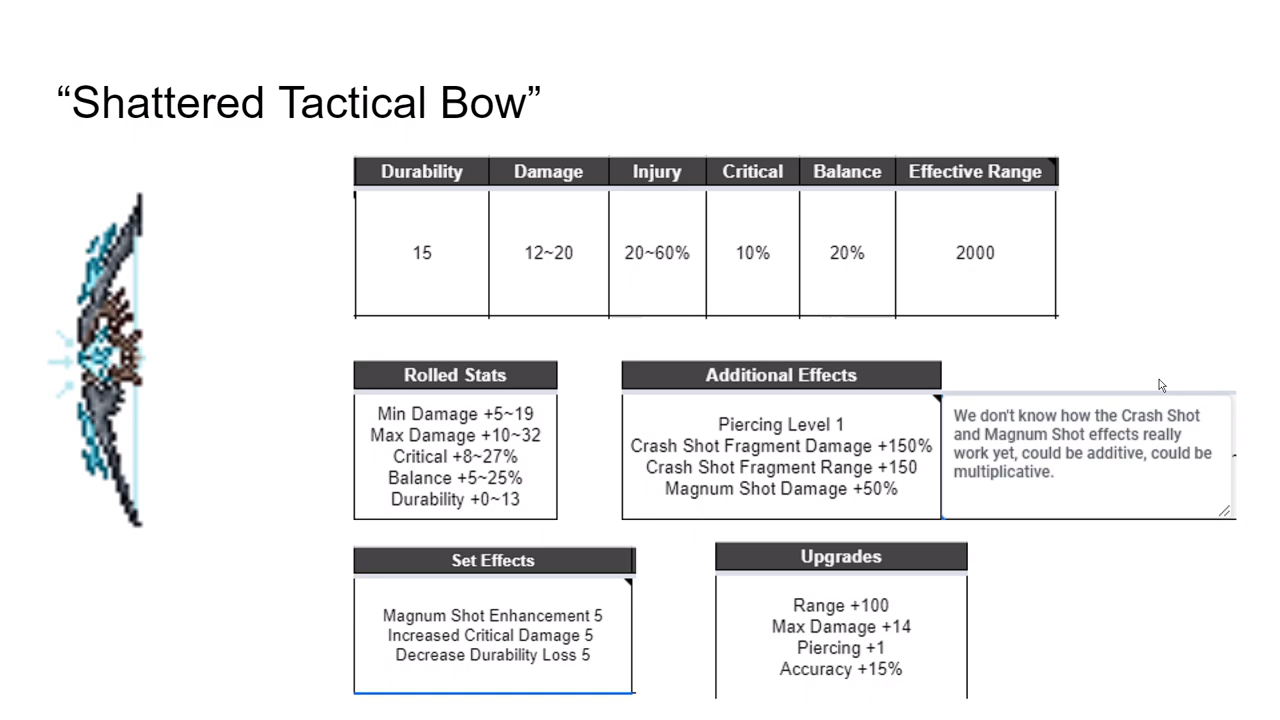 “Shattered Tactical Bow”
Durability Damage Injury Critical Balance Effective Range
15 12~20 20~60% 10% 20% 2000
Rolled Stats
Min Damage +5~19
Max Damage +10~32
Critical +8~27%
Balance +5~25%
Durability +0~13
Additional Effects
Piercing Level 1
Crash Shot Fragment Damage +150%
Crash Shot Fragment Range +150
Magnum Shot Damage +50%
We don't know how the Crash Shot
and Magnum Shot effects really
work yet, could be additive, could be
multiplicative.
Set Effects
Magnum Shot Enhancement 5
Increased Critical Damage 5
Decrease Durability Loss 5
Upgrades
Range +100
Max Damage +14
Piercing +1
Accuracy +15%